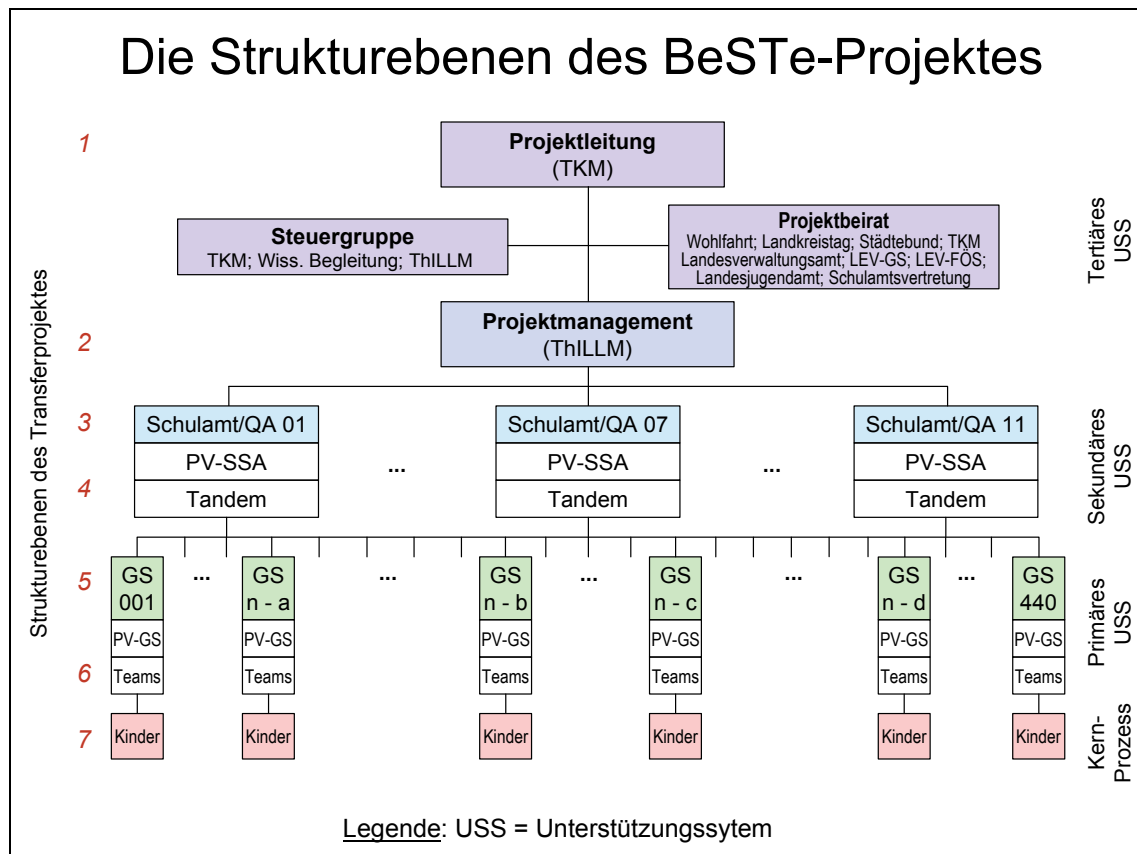 Die Strukturebenen des BeSTe-Projektes
Strukturebenen des Transferprojektes
1
Projektleitung
(TKM)
Steuergruppe
TKM; Wiss. Begleitung; ThILLM
Projektbeirat
Wohlfahrt; Landkreistag; Städtebund; TKM
Landesverwaltungsamt; LEV-GS; LEV-FÖS;
Landesjugendamt; Schulamtsvertretung
Tertiäres
USS
2
Projektmanagement
(ThILLM)
3
Schulamt/QA 01
Schulamt/QA 07
Schulamt/QA 11
PV-SSA
...
PV-SSA
...
PV-SSA
4
Tandem
Tandem
Tandem
Sekundäres
USS
5
GS
001
...
GS
n - a
...
GS
n - b
...
GS
n - c
...
GS
n - d
...
GS
440
PV-GS
PV-GS
PV-GS
PV-GS
PV-GS
PV-GS
6
Teams
Teams
Teams
Teams
Teams
Teams
Primäres
USS
7
Kinder
Kinder
Kinder
Kinder
Kinder
Kinder
Kern-
Prozess
Legende: USS = Unterstützungssytem